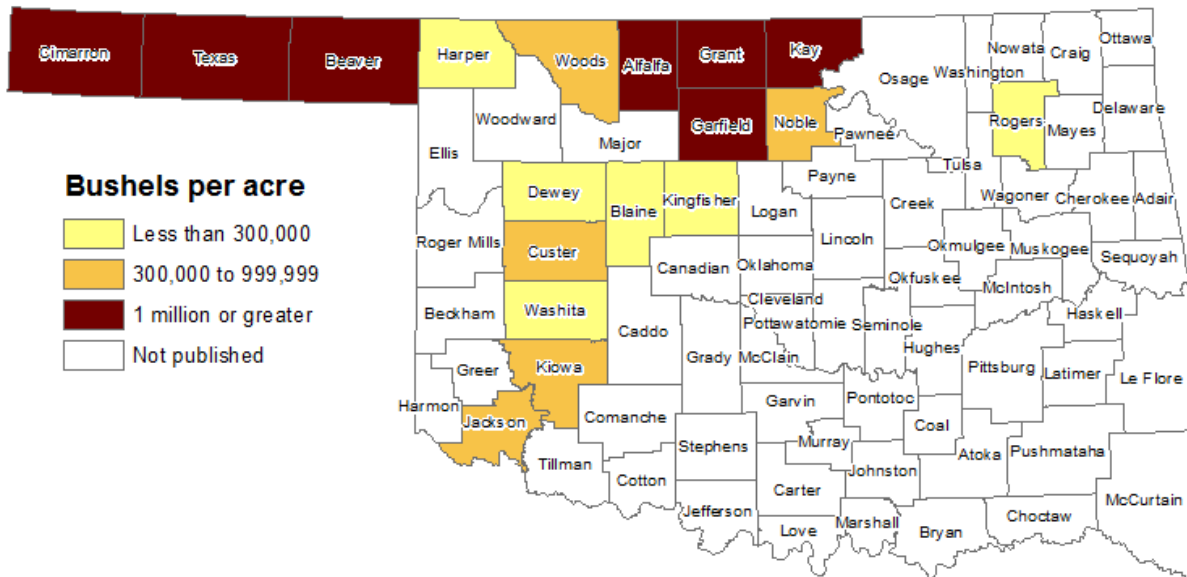 Cimarron
Texas
Beaver
Harper
Woods
Alfalfa
Grant
Kay
Osage
Washington
Nowata
Craig
Ottawa
Woodward
Major
Garfield
Noble
Pawnee
Rogers
Mayes
Delaware
Ellis
Tulsa
Bushels per acre
Less than 300,000
300,000 to 999,999
1 million or greater
Not published
Dewey
Blaine
Kingfisher
Logan
Payne
Creek
Wagoner
Cherokee
Adair
Roger Mills
Custer
Canadian
Oklahoma
Lincoln
Okmulgee
Muskogee
Sequoyah
Okfuskee
McIntosh
Beckham
Washita
Caddo
Cleveland
Pottawatomie
Seminole
Haskell
Greer
Kiowa
Grady
McClain
Hughes
Pittsburg
Latimer
Le Flore
Harmon
Jackson
Comanche
Garvin
Pontotoc
Coal
Stephens
Murray
Atoka
Pushmataha
Tillman
Cotton
Johnston
Carter
McCurtain
Jefferson
Love
Marshall
Bryan
Choctaw